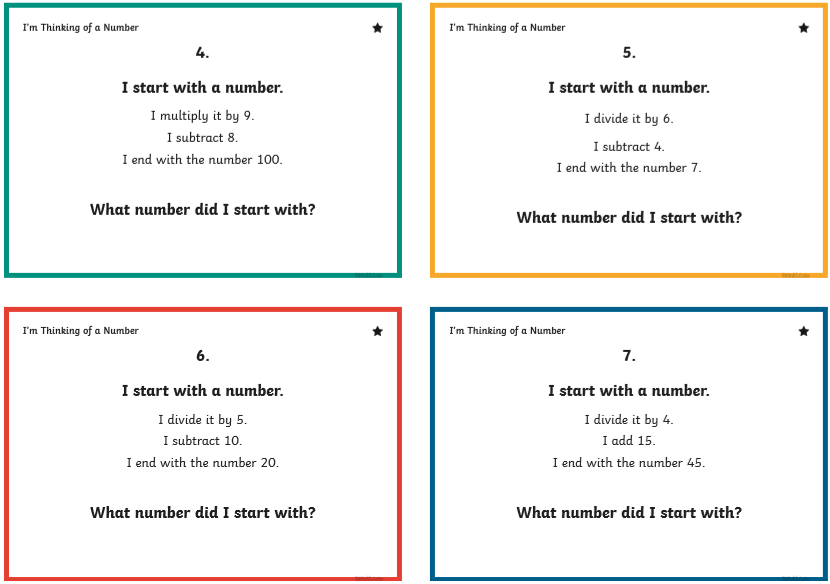 I'm Thinking of a Number
4.
I start with a number.
I multiply it by 9.
I subtract 8.
I end with the number 100.
What number did I start with?
I'm Thinking of a Number
5.
I start with a number.
I divide it by 6.
I subtract 4.
I end with the number 7.
What number did I start with?
I'm Thinking of a Number
6.
I start with a number.
I divide it by 5.
I subtract 10.
I end with the number 20.
What number did I start with?
I'm Thinking of a Number
7.
I start with a number.
I divide it by 4.
I add 15.
I end with the number 45.
What number did I start with?